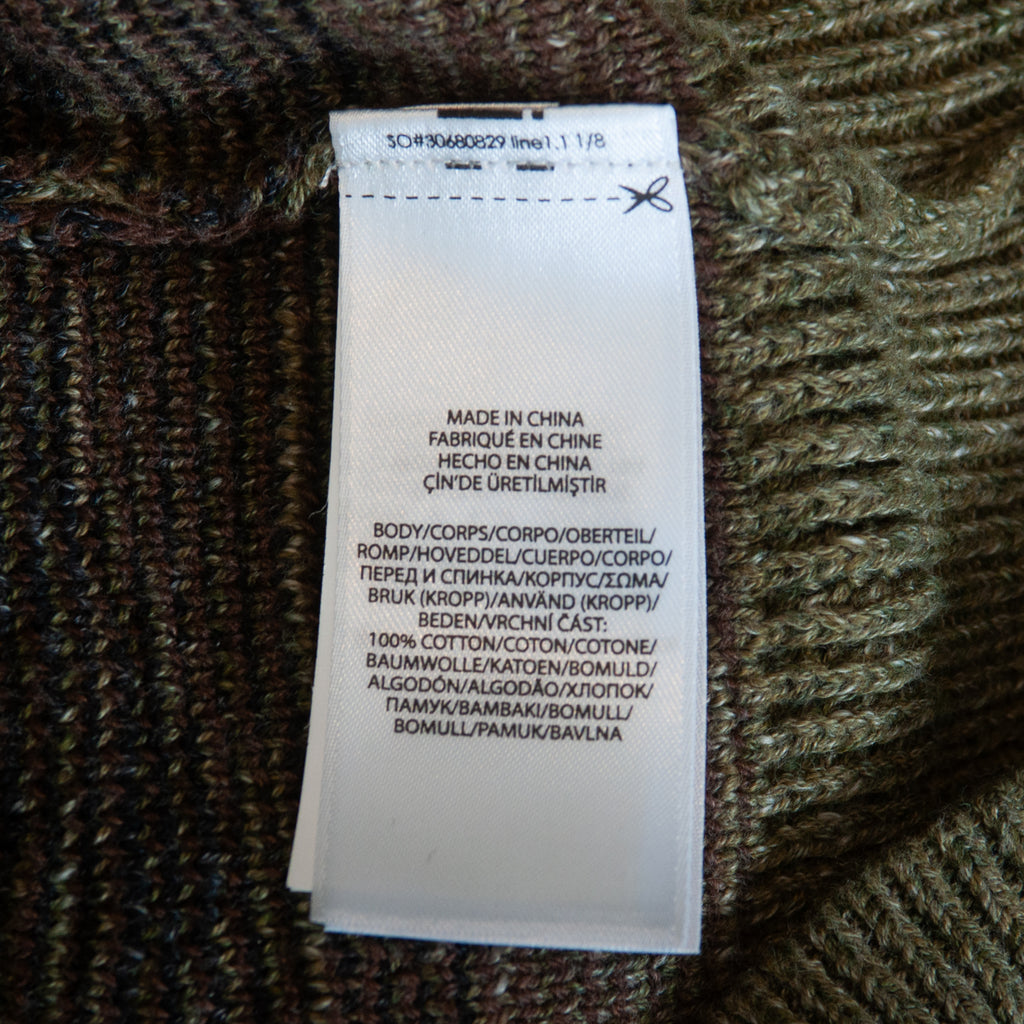 SO#30680829 line1.1 1/8
MADE IN CHINA
FABRIQUÉ EN CHINE
HECHO EN CHINA
ÇİN'DE ÜRETİLMİŞTİR
BODY/CORPS/CORPO/OBERTEIL/
ROMP/HOVEDDEL/CUERPO/CORPO/
ПЕРЕД И СПИНКА/КОРПУС/ΣΩΜΑ/
BRUK (KROPP)/ANVÄND (KROPP)/
BEDEN/VRCHNÍ ČÁST:
100% COTTON/COTON/COTONE/
BAUMWOLLE/KATOEN/BOMULD/
ALGODÓN/ALGODÃO/ХЛОПОК/
ПАМУК/BAMBAKI/BOMULL/
BOMULL/PAMUK/BAVLNA